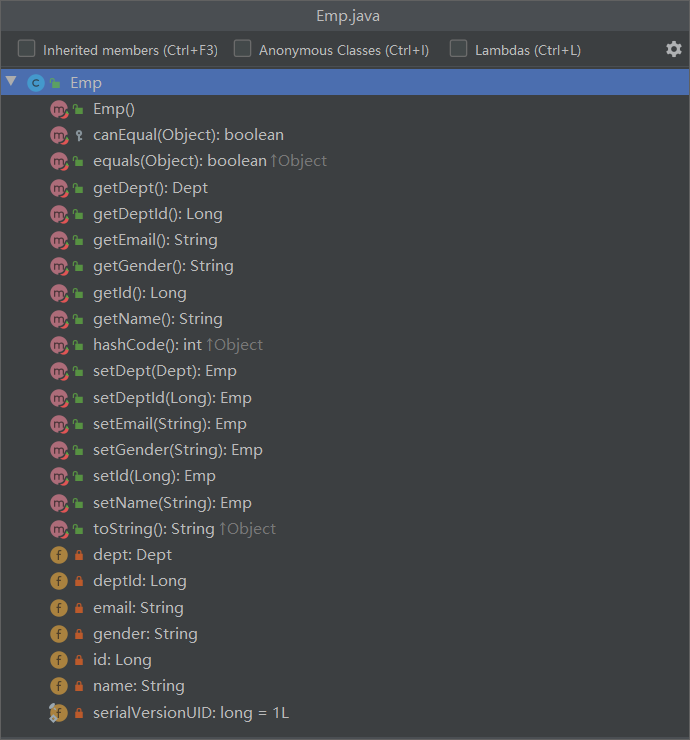 Emp.java
Inherited members (Ctrl+F3) Anonymous Classes (Ctrl+I) Lambdas (Ctrl+L)
Emp
Emp()
canEqual(Object): boolean
equals(Object): boolean ↑Object
getDept(): Dept
getDeptId(): Long
getEmail(): String
getGender(): String
getId(): Long
getName(): String
hashCode(): int ↑Object
setDept(Dept): Emp
setDeptId(Long): Emp
setEmail(String): Emp
setGender(String): Emp
setId(Long): Emp
setName(String): Emp
toString(): String ↑Object
dept: Dept
deptId: Long
email: String
gender: String
id: Long
name: String
serialVersionUID: long = 1L